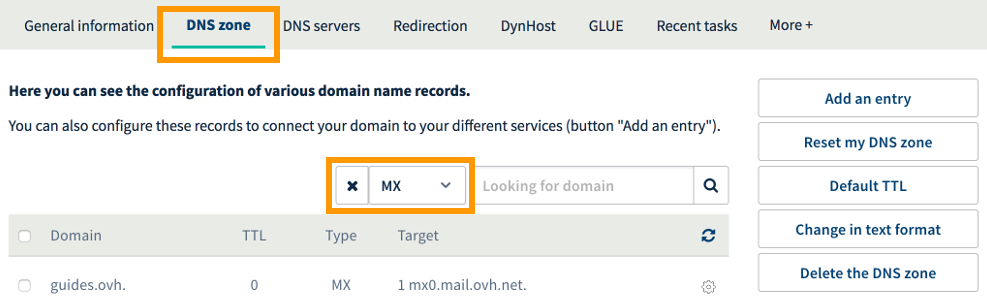 General information DNS zone DNS servers Redirection DynHost GLUE Recent tasks More +
Here you can see the configuration of various domain name records.
You can also configure these records to connect your domain to your different services (button "Add an entry").
MX Looking for domain
Domain TTL Type Target
guides.ovh. 0 MX 1 mx0.mail.ovh.net.
Add an entry
Reset my DNS zone
Default TTL
Change in text format
Delete the DNS zone